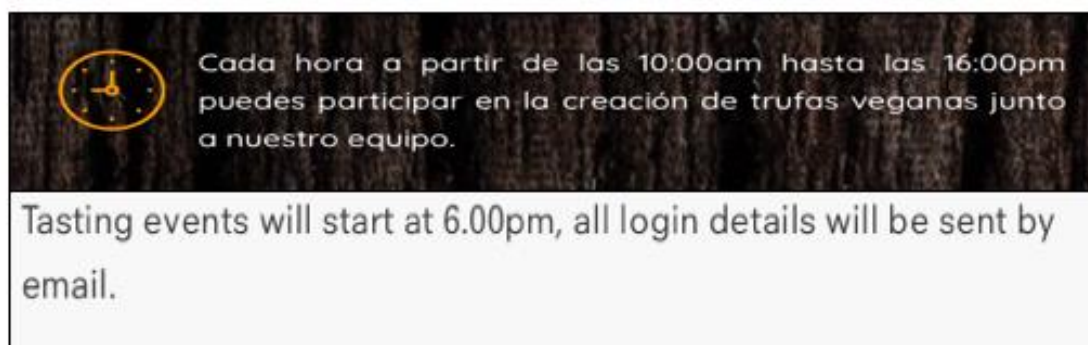 Cada hora a partir de las 10:00am hasta las 16:00pm
puedes participar en la creación de trufas veganas junto
a nuestro equipo.
Tasting events will start at 6.00pm, all login details will be sent by
email.